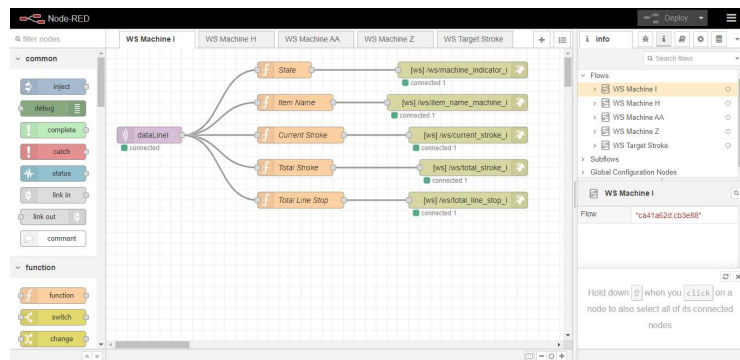 Node-RED
Deploy
filter nodes
common
inject
debug
complete
catch
status
link in
link out
comment
function
function
switch
change
WS Machine I
WS Machine H
WS Machine AA
WS Machine Z
WS Target Stroke
dataLineI
connected
State
[ws] /ws/machine_indicator_i
connected 1
Item Name
[ws] /ws/item_name_machine_i
connected 1
Current Stroke
[ws] /ws/current_stroke_i
connected 1
Total Stroke
[ws] /ws/total_stroke_i
connected 1
Total Line Stop
[ws] /ws/total_line_stop_i
connected 1
i info
i
Search flows
Flows
WS Machine I
WS Machine H
WS Machine AA
WS Machine Z
WS Target Stroke
Subflows
Global Configuration Nodes
WS Machine I
Flow "ca41a62d.cb3e88"
Hold down ⇧ when you click on a
node to also select all of its connected
nodes